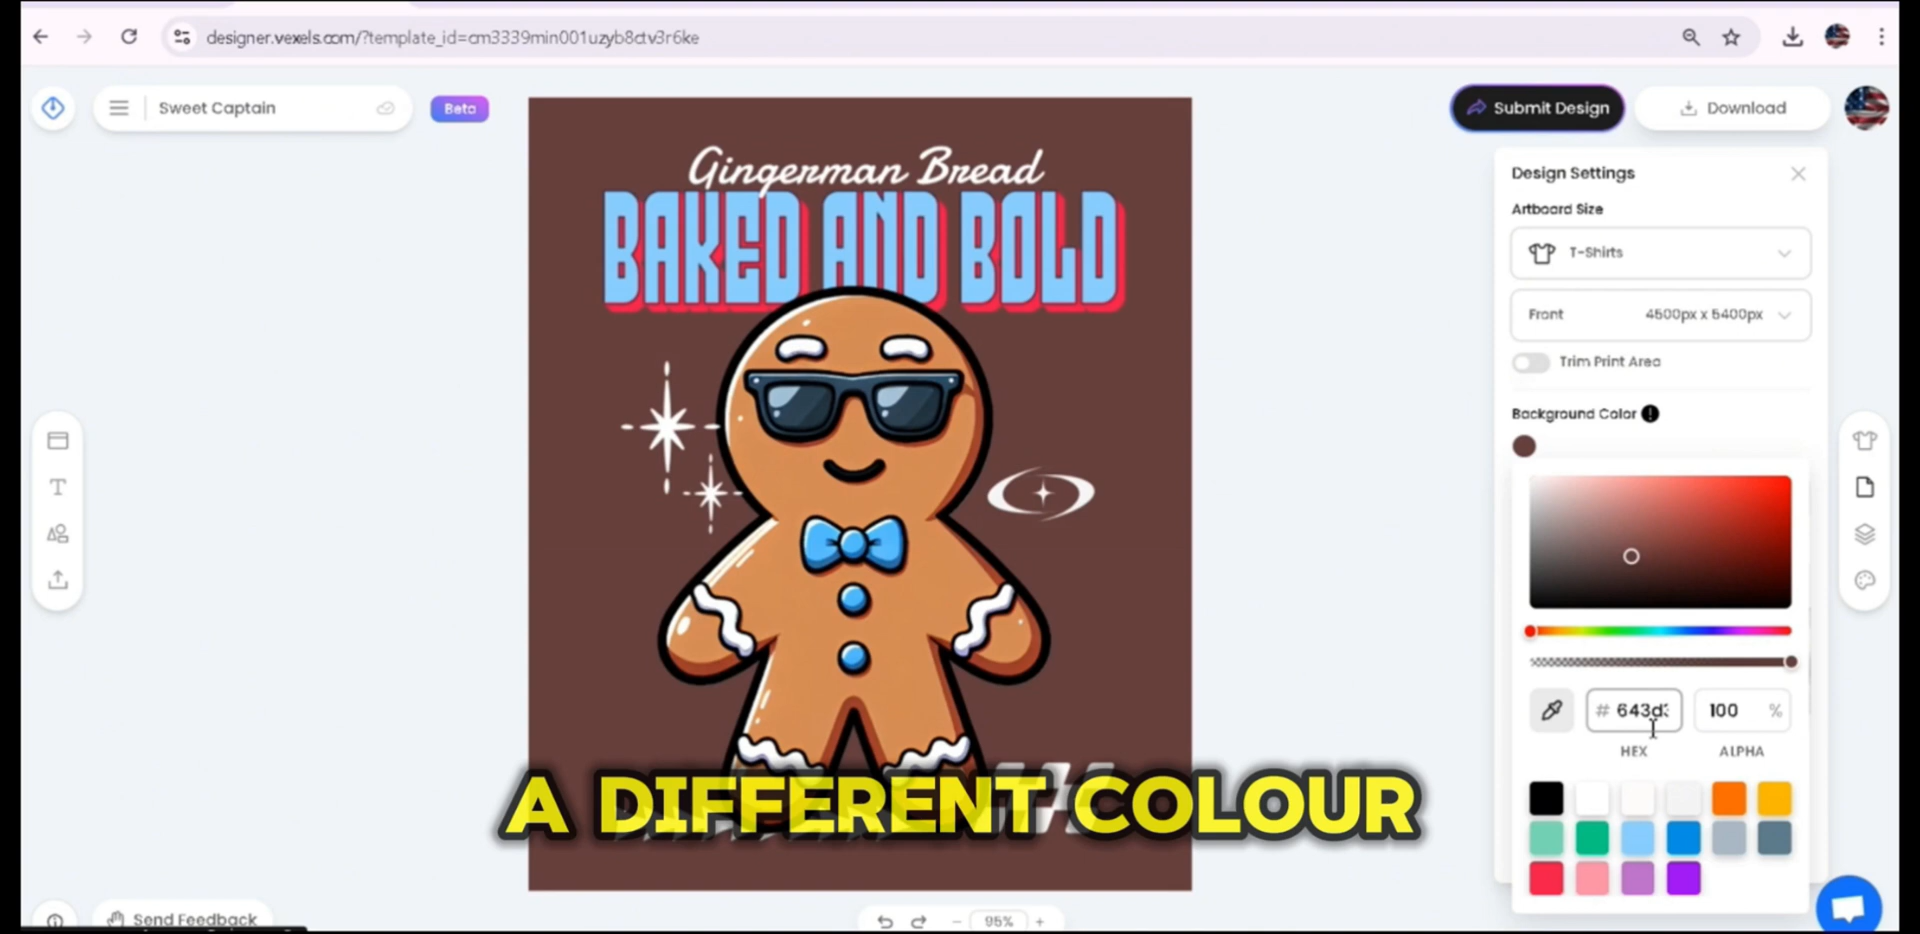 designer.vexels.com/?template_id=cm3339min001uzyb8ctv3r6ke
Sweet Captain
Beta
Submit Design
Download
Gingerman Bread
BAKED AND BOLD
Design Settings
Artboard Size
T-Shirts
Front 4500px x 5400px
Trim Print Area
Background Color
# 643d
100 %
HEX
ALPHA
A DIFFERENT COLOUR
Send Feedback
95%